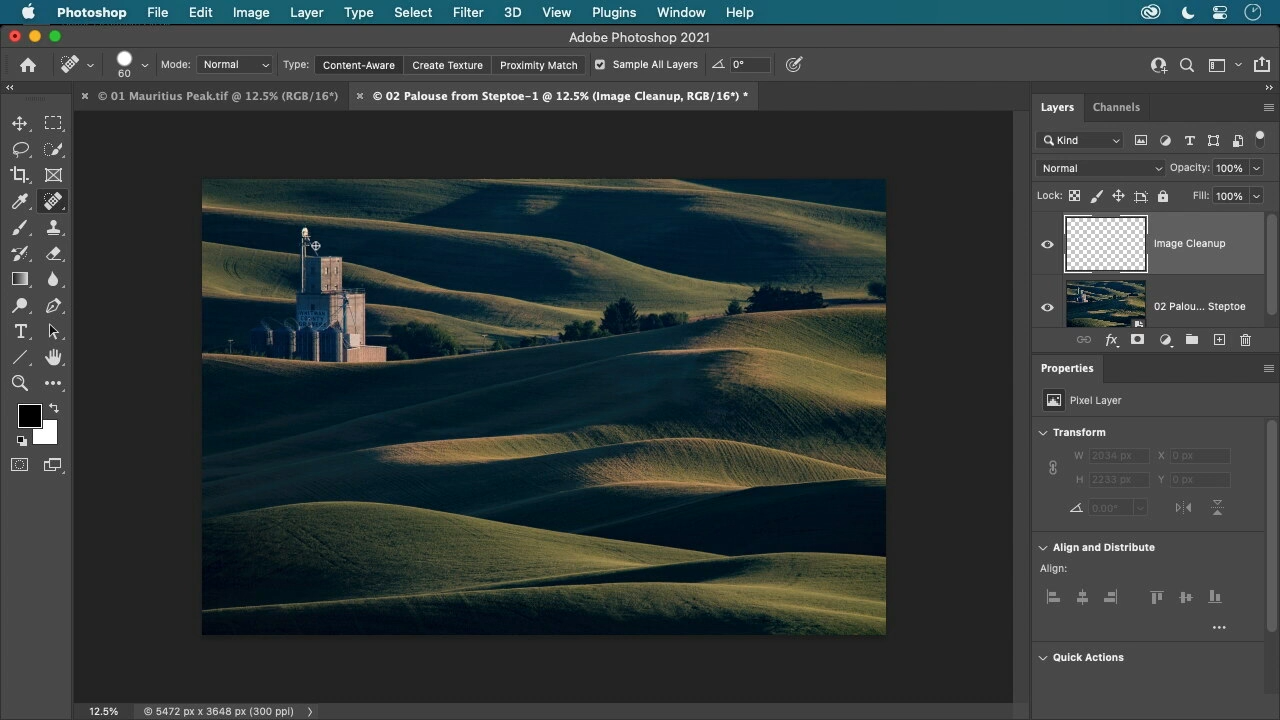 Photoshop File Edit Image Layer Type Select Filter 3D View Plugins Window Help
Adobe Photoshop 2021
60 Mode: Normal Type: Content-Aware Create Texture Proximity Match Sample All Layers 0°
© 01 Mauritius Peak.tif @ 12.5% (RGB/16*) © 02 Palouse from Steptoe-1 @ 12.5% (Image Cleanup, RGB/16*) *
Layers Channels
Kind
Normal Opacity: 100%
Lock: Fill: 100%
Image Cleanup
02 Palou... Steptoe
fx
Properties
Pixel Layer
Transform
W 2034 px X 0 px
H 2233 px Y 0 px
0.00°
Align and Distribute
Align:
Quick Actions
12.5% © 5472 px x 3648 px (300 ppi)